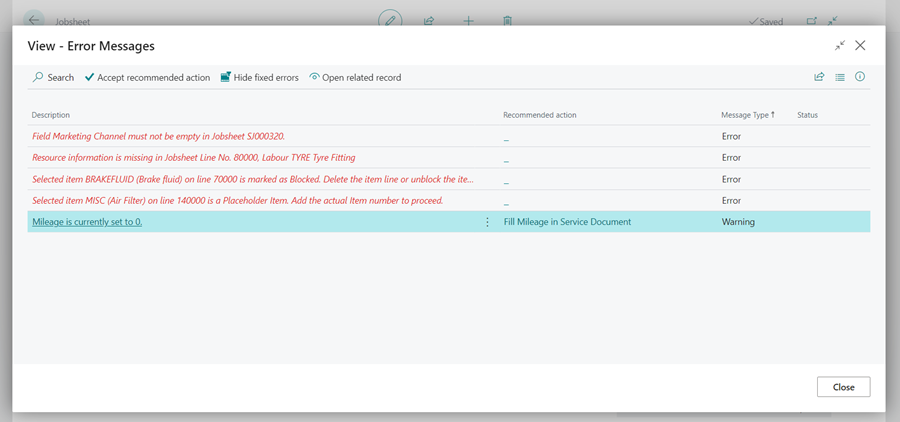 Jobsheet
Saved
View - Error Messages
Search Accept recommended action Hide fixed errors Open related record
Description Recommended action Message Type ↑ Status
Field Marketing Channel must not be empty in Jobsheet SJ000320. _ Error
Resource information is missing in Jobsheet Line No. 80000, Labour TYRE Tyre Fitting _ Error
Selected item BRAKEFLUID (Brake fluid) on line 70000 is marked as Blocked. Delete the item line or unblock the ite... _ Error
Selected item MISC (Air Filter) on line 140000 is a Placeholder Item. Add the actual Item number to proceed. _ Error
Mileage is currently set to 0. Fill Mileage in Service Document Warning
Close